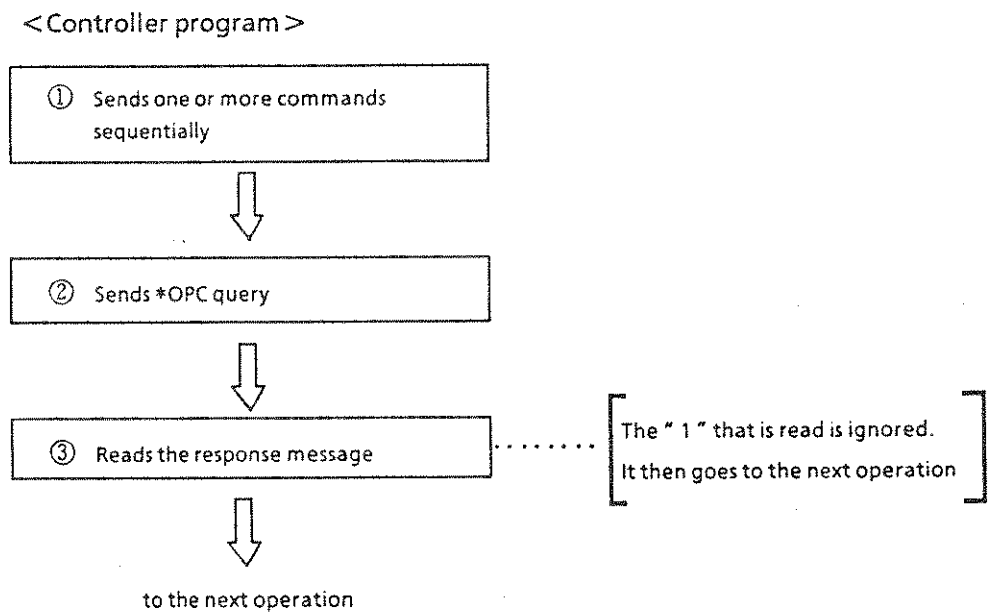 <Controller program>
① Sends one or more commands
sequentially
② Sends *OPC query
③ Reads the response message
The " 1 " that is read is ignored.
It then goes to the next operation
to the next operation